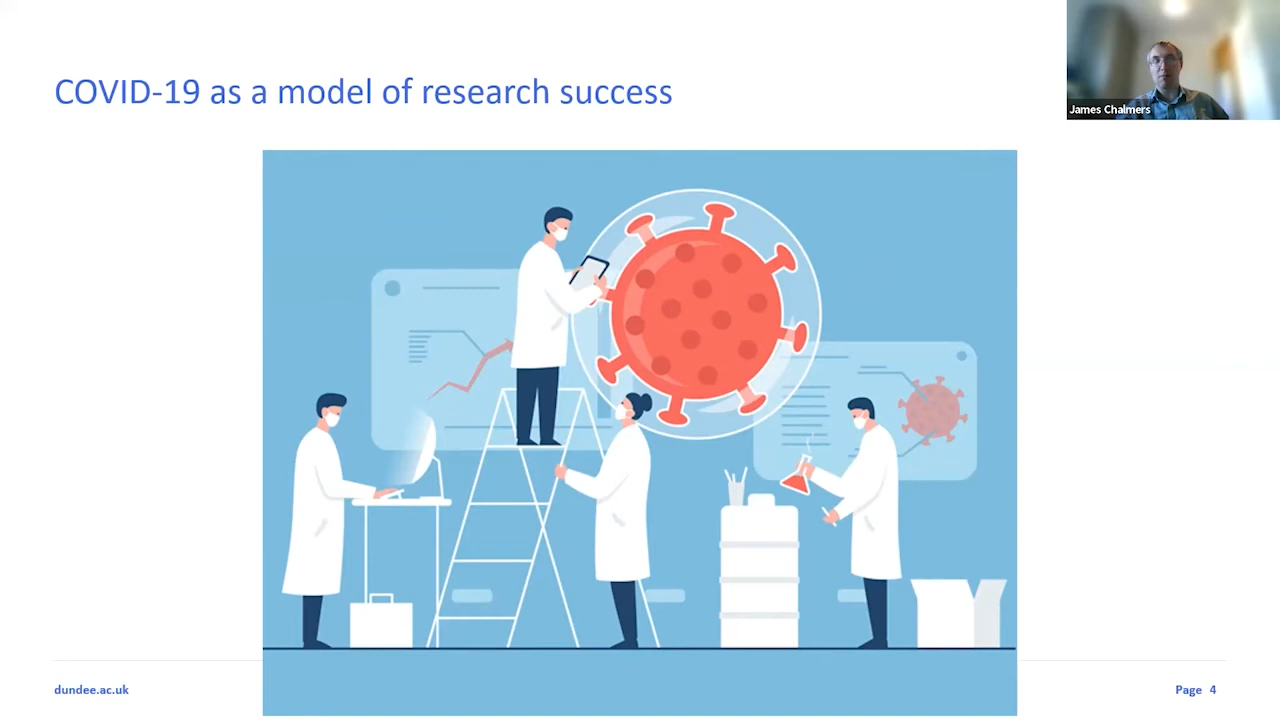 COVID-19 as a model of research success
James Chalmers
dundee.ac.uk
Page 4